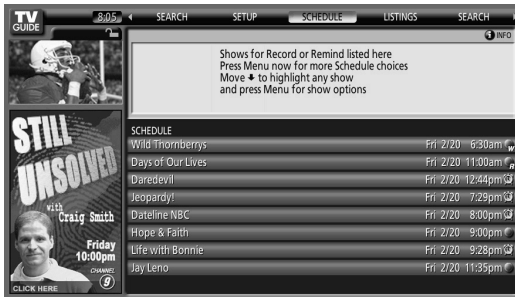 TV
GUIDE
8:05
SEARCH SETUP SCHEDULE LISTINGS SEARCH
i INFO
Shows for Record or Remind listed here
Press Menu now for more Schedule choices
Move to highlight any show
and press Menu for show options
SCHEDULE
Wild Thornberrys Fri 2/20 6:30am W
Days of Our Lives Fri 2/20 11:00am R
Daredevil Fri 2/20 12:44pm
Jeopardy! Fri 2/20 7:29pm
Dateline NBC Fri 2/20 8:00pm
Hope & Faith Fri 2/20 9:00pm
Life with Bonnie Fri 2/20 9:28pm
Jay Leno Fri 2/20 11:35pm
STILL
UNSOLVED
with
Craig Smith
Friday
10:00pm
CHANNEL
9
CLICK HERE